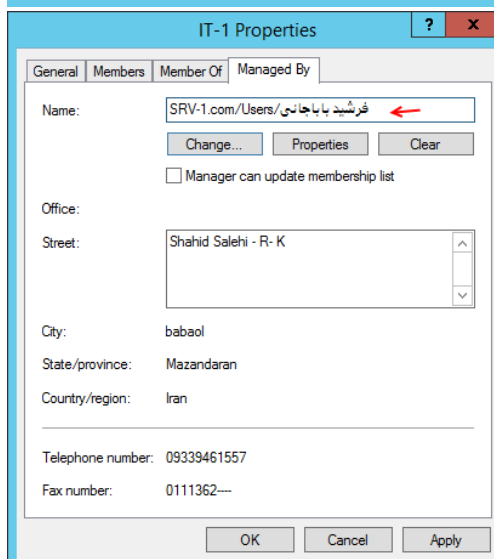 IT-1 Properties
? x
General Members Member Of Managed By
Name: SRV-1.com/Users/فرشید باباجانی
Change... Properties Clear
Manager can update membership list
Office:
Street: Shahid Salehi - R- K
City: babaol
State/province: Mazandaran
Country/region: Iran
Telephone number: 09339461557
Fax number: 0111362----
OK Cancel Apply